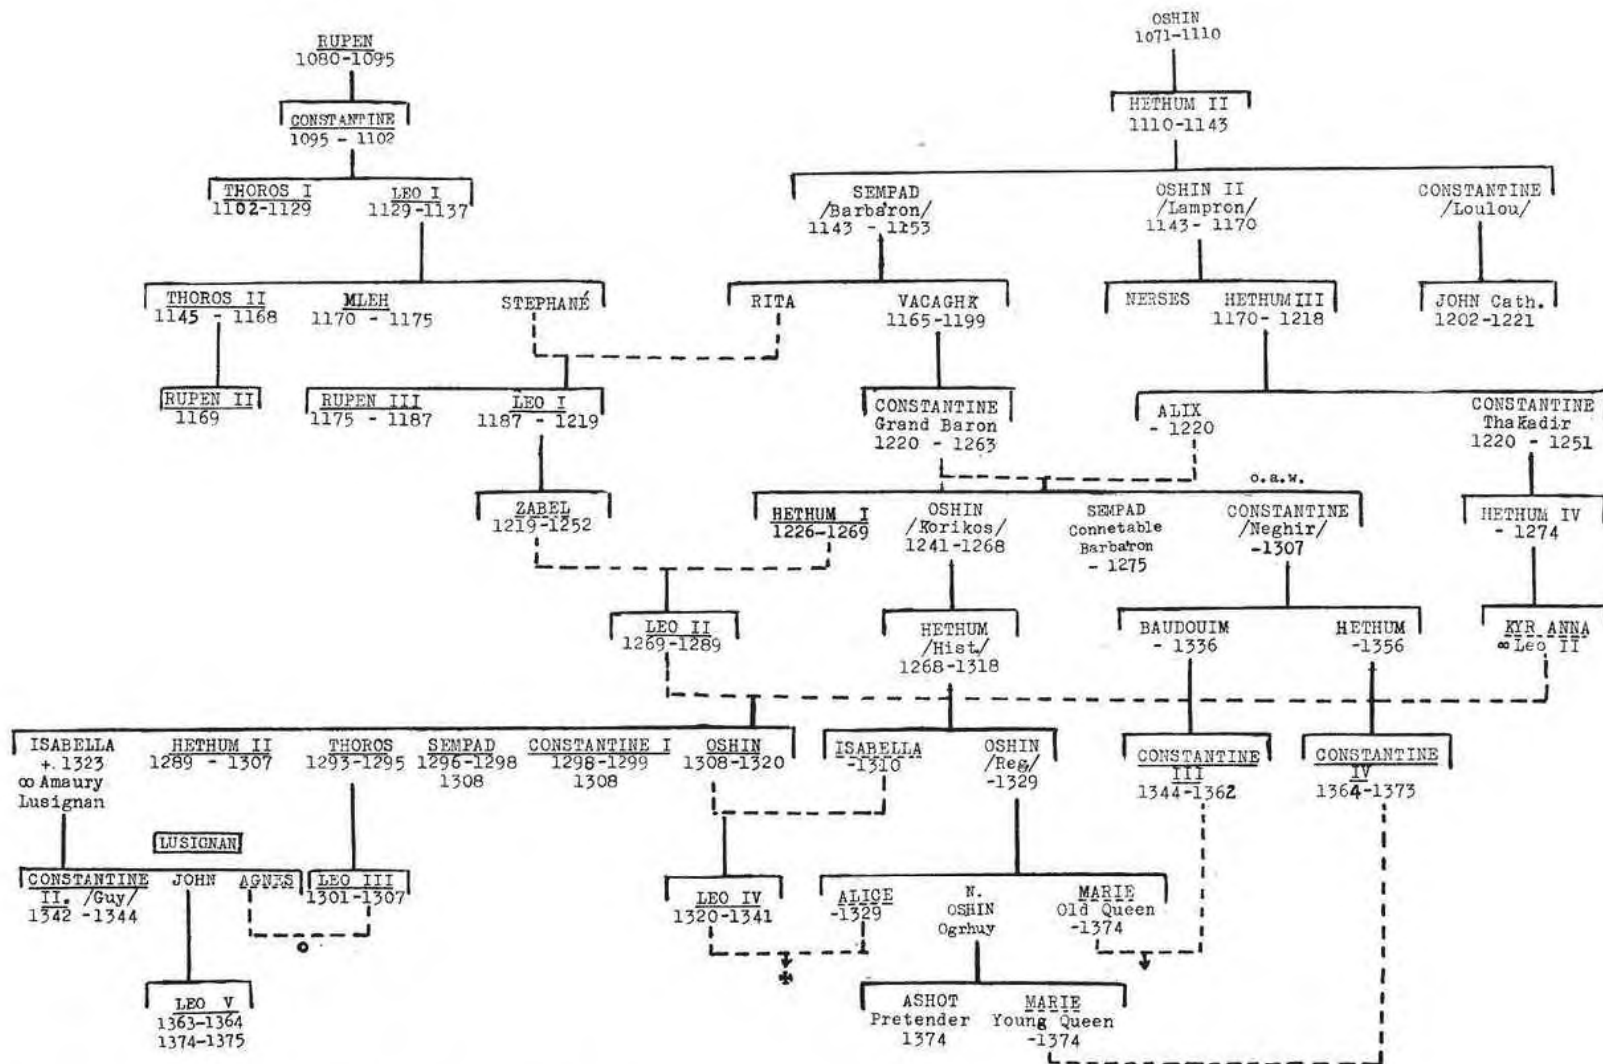 RUPEN
1080-1095
OSHIN
1071-1110
CONSTANTINE
1095 - 1102
HETHUM II
1110-1143
THOROS I
1102-1129
LEO I
1129-1137
SEMPAD
/Barba'ron/
1143 - 1153
OSHIN II
/Lampron/
1143- 1170
CONSTANTINE
/Loulou/
THOROS II
1145 - 1168
MLEH
1170 - 1175
STEPHANÉ
RITA
VACAGHK
1165-1199
NERSES
HETHUM III
1170- 1218
JOHN Cath.
1202-1221
RUPEN II
1169
RUPEN III
1175 - 1187
LEO I
1187 - 1219
CONSTANTINE
Grand Baron
1220 - 1263
ALIX
- 1220
CONSTANTINE
Thakadir
1220 - 1251
ZABEL
1219-1252
HETHUM I
1226-1269
OSHIN
/Korikos/
1241-1268
SEMPAD
Connetable
Barba'ron
- 1275
o.a.w.
CONSTANTINE
/Neghir/
-1307
HETHUM IV
- 1274
LEO II
1269-1289
HETHUM
/Hist/
1268-1318
BAUDOUIM
- 1336
HETHUM
-1356
KYR ANNA
∞ Leo II
ISABELLA
+. 1323
∞ Amaury
Lusignan
HETHUM II
1289 - 1307
THOROS
1293-1295
SEMPAD
1296-1298
1308
CONSTANTINE I
1298-1299
1308
OSHIN
1308-1320
ISABELLA
-1310
OSHIN
/Reg/
-1329
CONSTANTINE
III
1344-1362
CONSTANTINE
IV
1364-1373
LUSIGNAN
CONSTANTINE
II. /Guy/
1342 -1344
JOHN
AGNES
LEO III
1301-1307
LEO IV
1320-1341
ALICE
-1329
N.
OSHIN
Ogrhuy
MARIE
Old Queen
-1374
LEO V
1363-1364
1374-1375
ASHOT
Pretender
1374
MARIE
Young Queen
-1374